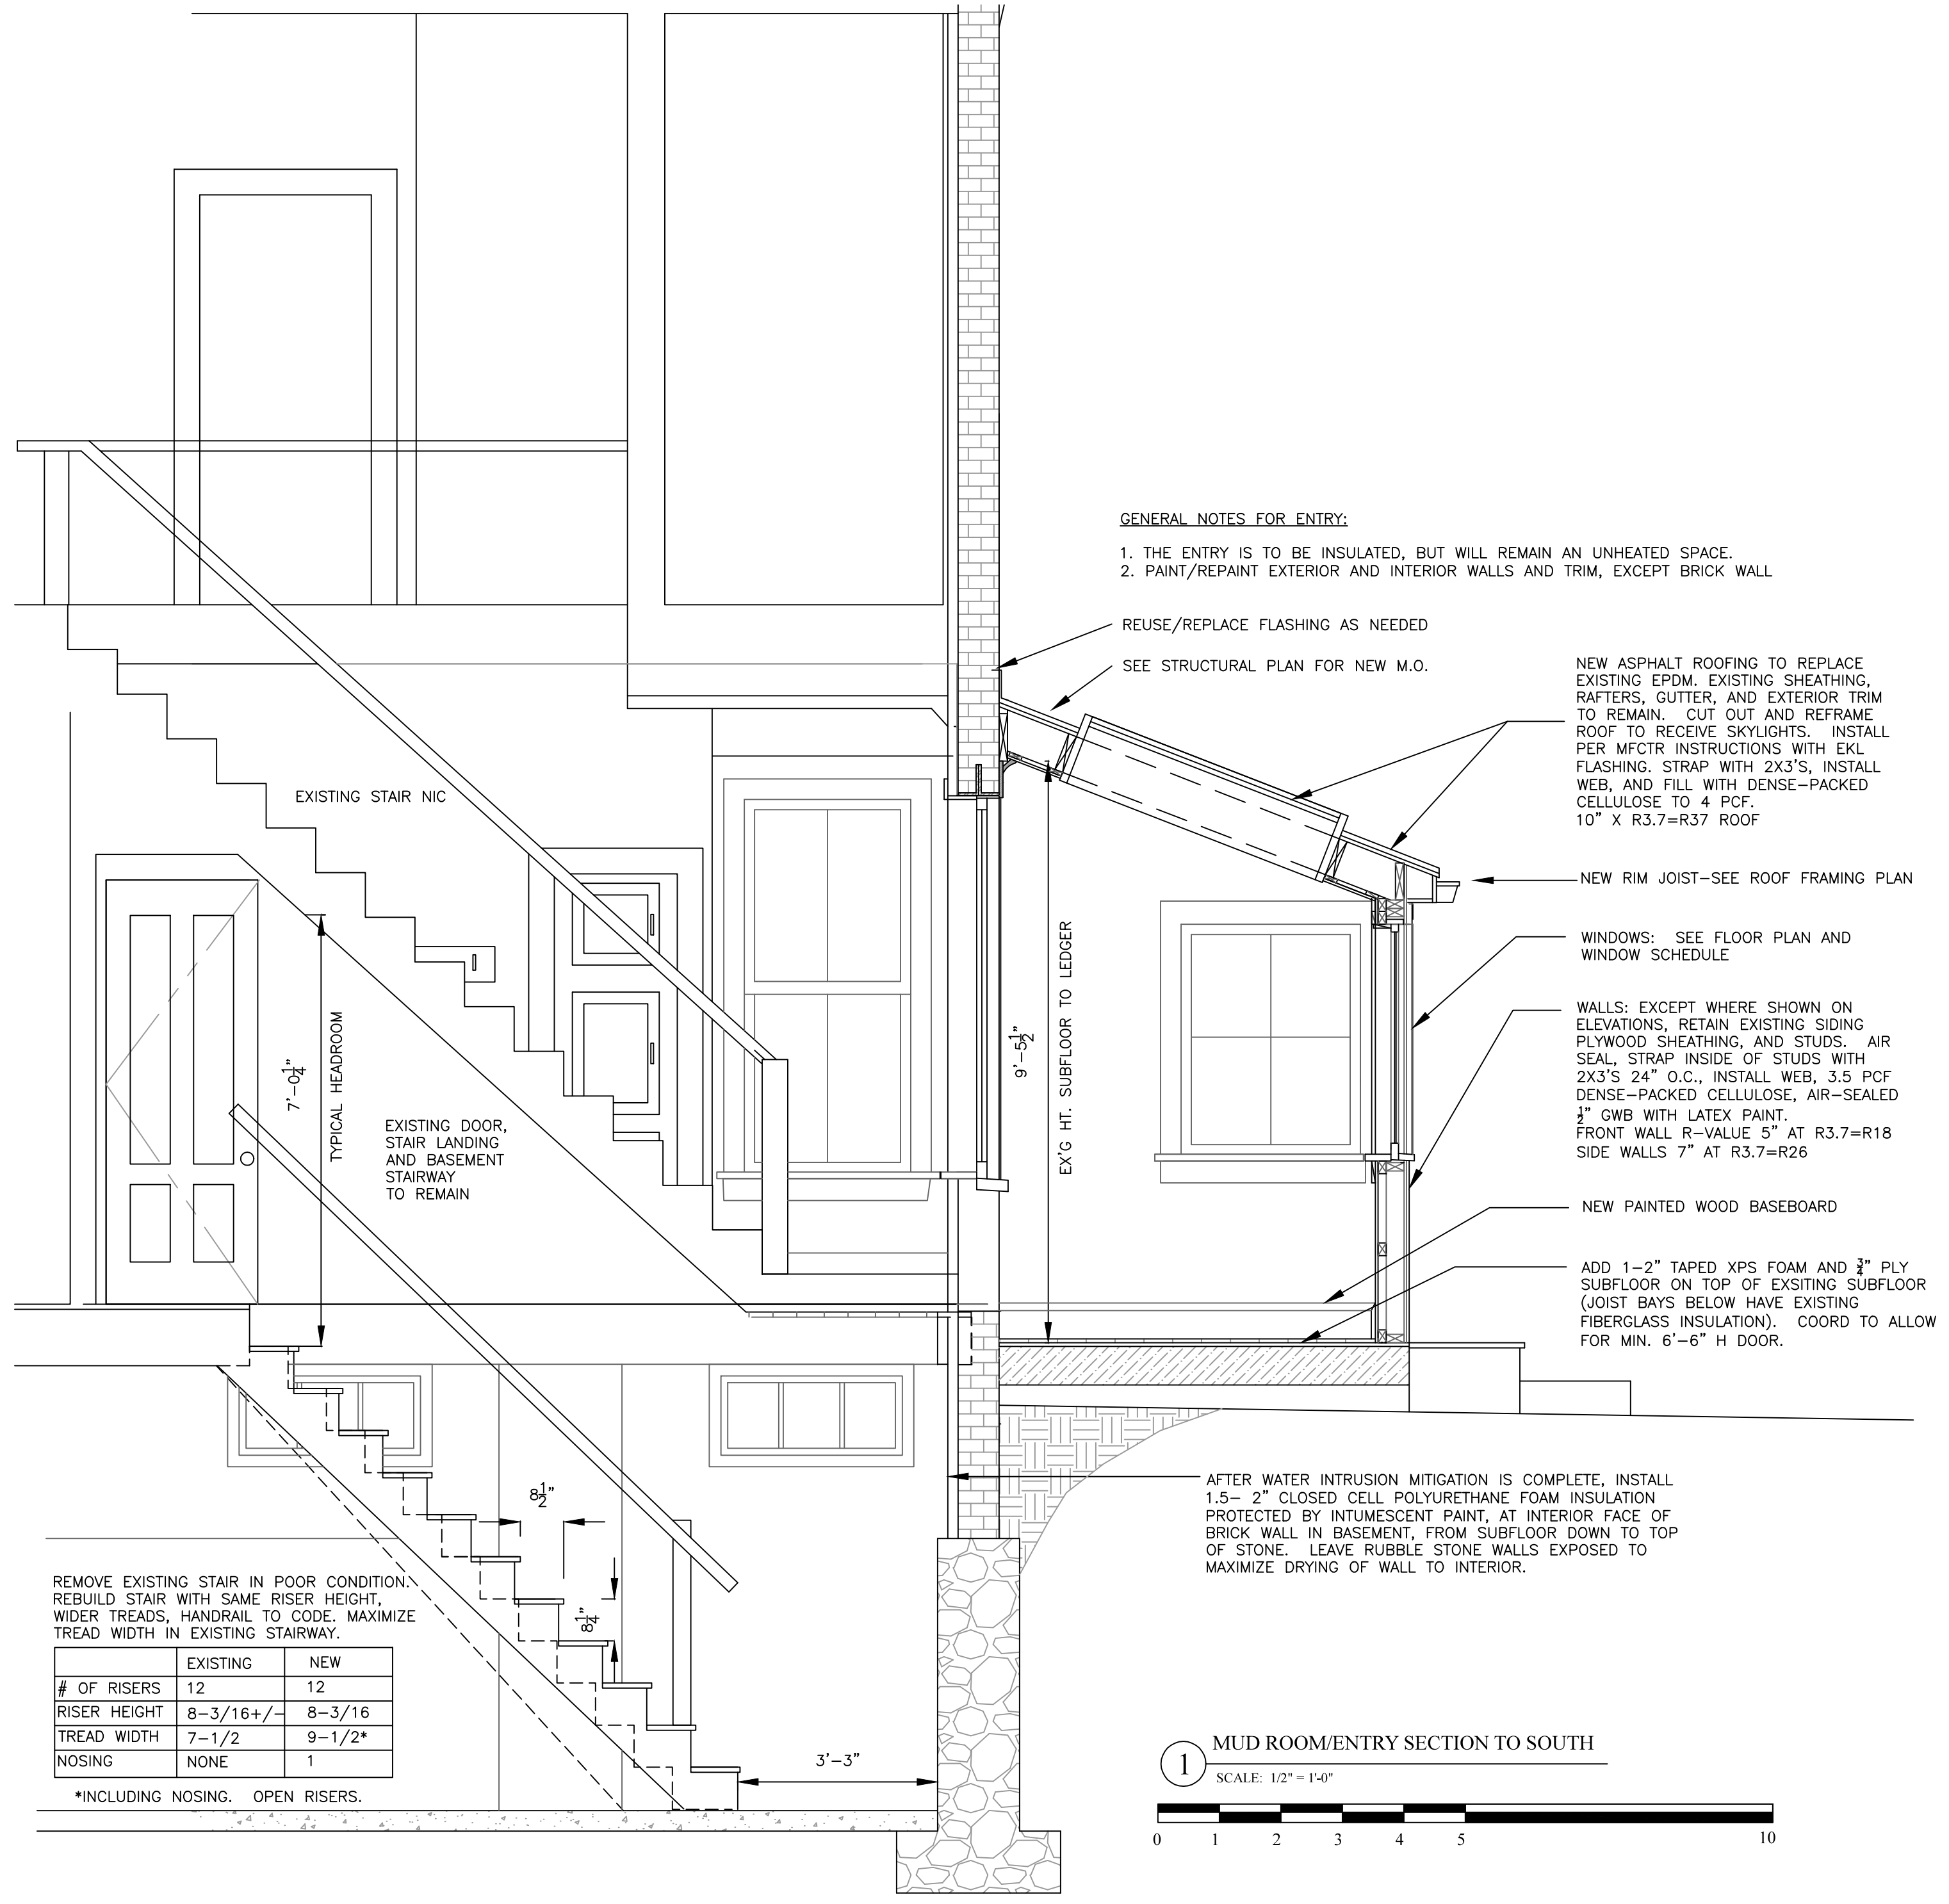 GENERAL NOTES FOR ENTRY:
1. THE ENTRY IS TO BE INSULATED, BUT WILL REMAIN AN UNHEATED SPACE.
2. PAINT/REPAINT EXTERIOR AND INTERIOR WALLS AND TRIM, EXCEPT BRICK WALL
REUSE/REPLACE FLASHING AS NEEDED
SEE STRUCTURAL PLAN FOR NEW M.O.
NEW ASPHALT ROOFING TO REPLACE
EXISTING EPDM. EXISTING SHEATHING,
RAFTERS, GUTTER, AND EXTERIOR TRIM
TO REMAIN. CUT OUT AND REFRAME
ROOF TO RECEIVE SKYLIGHTS. INSTALL
PER MFCTR INSTRUCTIONS WITH EKL
FLASHING. STRAP WITH 2X3'S, INSTALL
WEB, AND FILL WITH DENSE-PACKED
CELLULOSE TO 4 PCF.
10" X R3.7=R37 ROOF
NEW RIM JOIST-SEE ROOF FRAMING PLAN
WINDOWS: SEE FLOOR PLAN AND
WINDOW SCHEDULE
WALLS: EXCEPT WHERE SHOWN ON
ELEVATIONS, RETAIN EXISTING SIDING
PLYWOOD SHEATHING, AND STUDS. AIR
SEAL, STRAP INSIDE OF STUDS WITH
2X3'S 24" O.C., INSTALL WEB, 3.5 PCF
DENSE-PACKED CELLULOSE, AIR-SEALED
1/2" GWB WITH LATEX PAINT.
FRONT WALL R-VALUE 5" AT R3.7=R18
SIDE WALLS 7" AT R3.7=R26
NEW PAINTED WOOD BASEBOARD
ADD 1-2" TAPED XPS FOAM AND 3/4" PLY
SUBFLOOR ON TOP OF EXSITING SUBFLOOR
(JOIST BAYS BELOW HAVE EXISTING
FIBERGLASS INSULATION). COORD TO ALLOW
FOR MIN. 6'-6" H DOOR.
EXISTING STAIR NIC
7'-0 1/4"
TYPICAL HEADROOM
EXISTING DOOR,
STAIR LANDING
AND BASEMENT
STAIRWAY
TO REMAIN
9'-5 1/2"
EX'G HT. SUBFLOOR TO LEDGER
AFTER WATER INTRUSION MITIGATION IS COMPLETE, INSTALL
1.5- 2" CLOSED CELL POLYURETHANE FOAM INSULATION
PROTECTED BY INTUMESCENT PAINT, AT INTERIOR FACE OF
BRICK WALL IN BASEMENT, FROM SUBFLOOR DOWN TO TOP
OF STONE. LEAVE RUBBLE STONE WALLS EXPOSED TO
MAXIMIZE DRYING OF WALL TO INTERIOR.
8 1/2"
8 1/4"
3'-3"
REMOVE EXISTING STAIR IN POOR CONDITION.
REBUILD STAIR WITH SAME RISER HEIGHT,
WIDER TREADS, HANDRAIL TO CODE. MAXIMIZE
TREAD WIDTH IN EXISTING STAIRWAY.
EXISTING NEW
# OF RISERS 12 12
RISER HEIGHT 8-3/16+/- 8-3/16
TREAD WIDTH 7-1/2 9-1/2*
NOSING NONE 1
*INCLUDING NOSING. OPEN RISERS.
1 MUD ROOM/ENTRY SECTION TO SOUTH
SCALE: 1/2" = 1'-0"
0 1 2 3 4 5 10